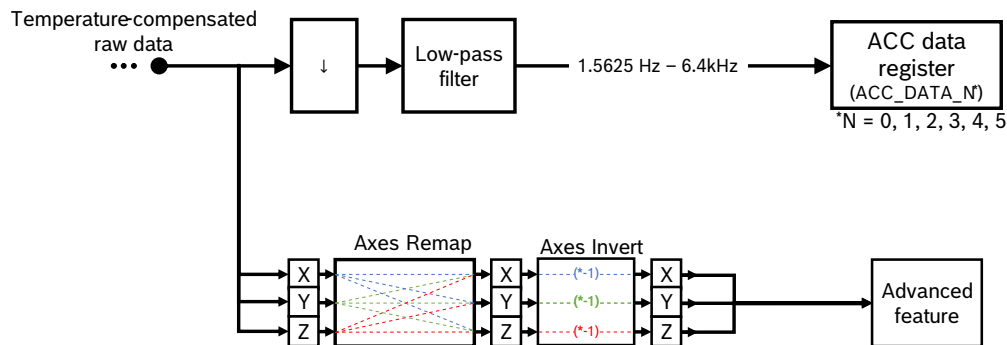 Temperature-compensated
raw data
•••
↓
Low-pass
filter
1.5625 Hz – 6.4kHz
ACC data
register
(ACC_DATA_N*)
*N = 0, 1, 2, 3, 4, 5
Axes Remap
Axes Invert
X
X
(*-1)
X
Y
Y
(*-1)
Y
Z
Z
(*-1)
Z
Advanced
feature